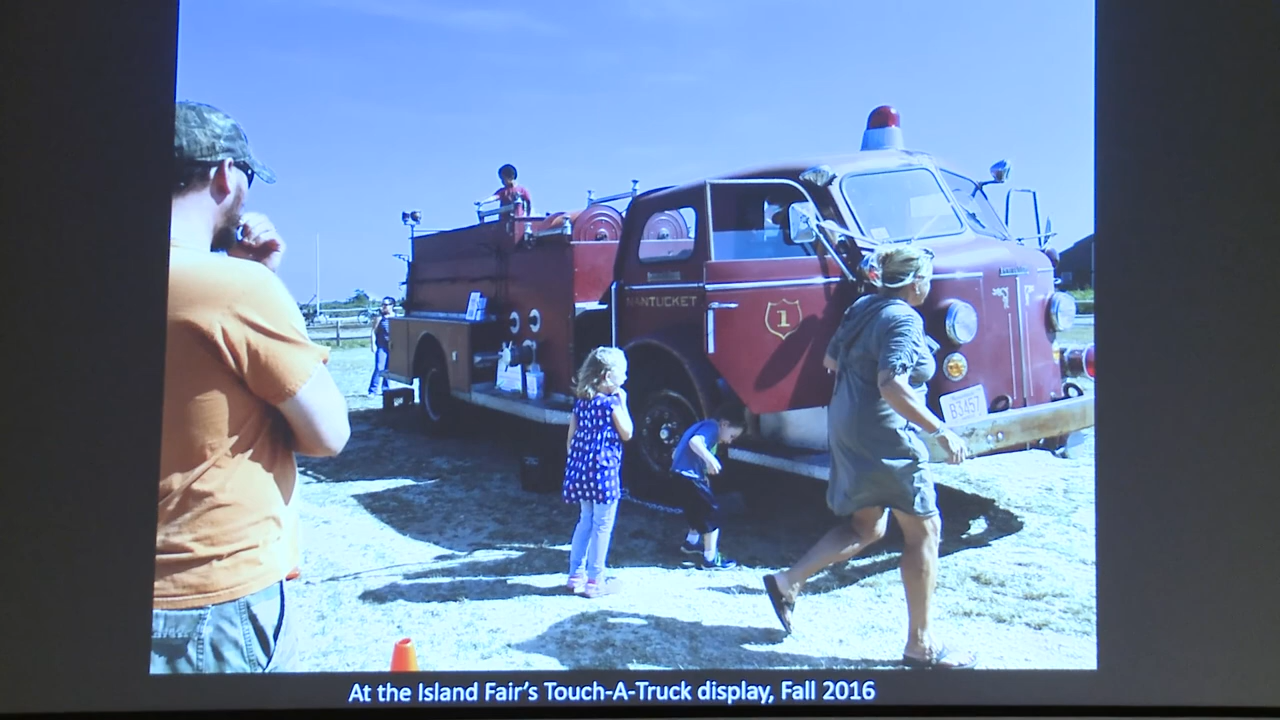 NANTUCKET
1
B3457
At the Island Fair's Touch-A-Truck display, Fall 2016